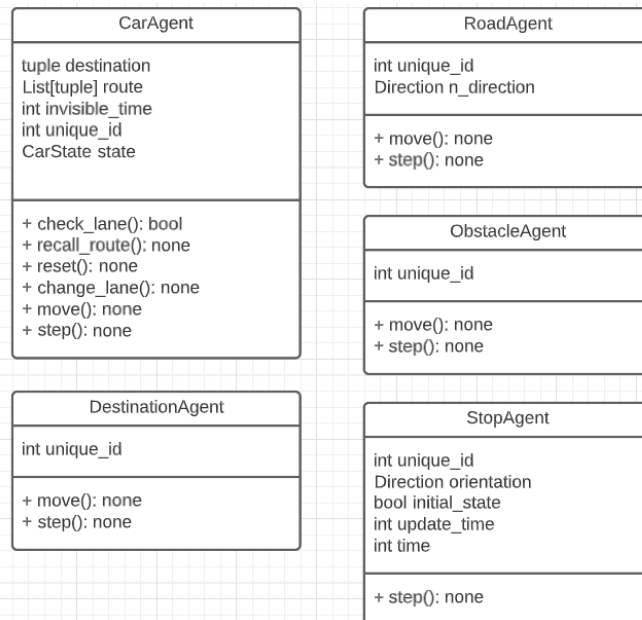 CarAgent
tuple destination
List[tuple] route
int invisible_time
int unique_id
CarState state
+ check_lane(): bool
+ recall_route(): none
+ reset(): none
+ change_lane(): none
+ move(): none
+ step(): none
DestinationAgent
int unique_id
+ move(): none
+ step(): none
RoadAgent
int unique_id
Direction n_direction
+ move(): none
+ step(): none
ObstacleAgent
int unique_id
+ move(): none
+ step(): none
StopAgent
int unique_id
Direction orientation
bool initial_state
int update_time
int time
+ step(): none